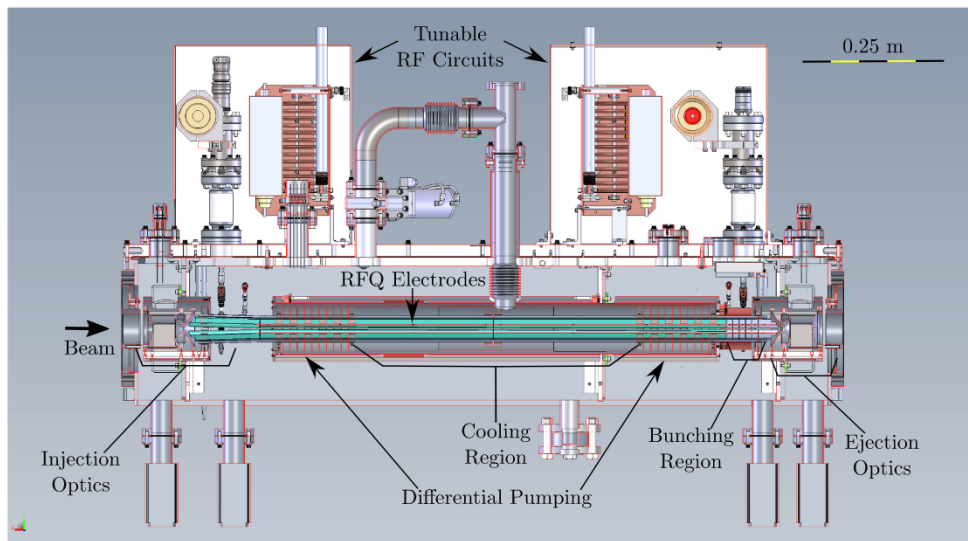 Tunable
RF Circuits
0.25 m
RFQ Electrodes
Beam
Injection
Optics
Cooling
Region
Differential Pumping
Bunching
Region
Ejection
Optics